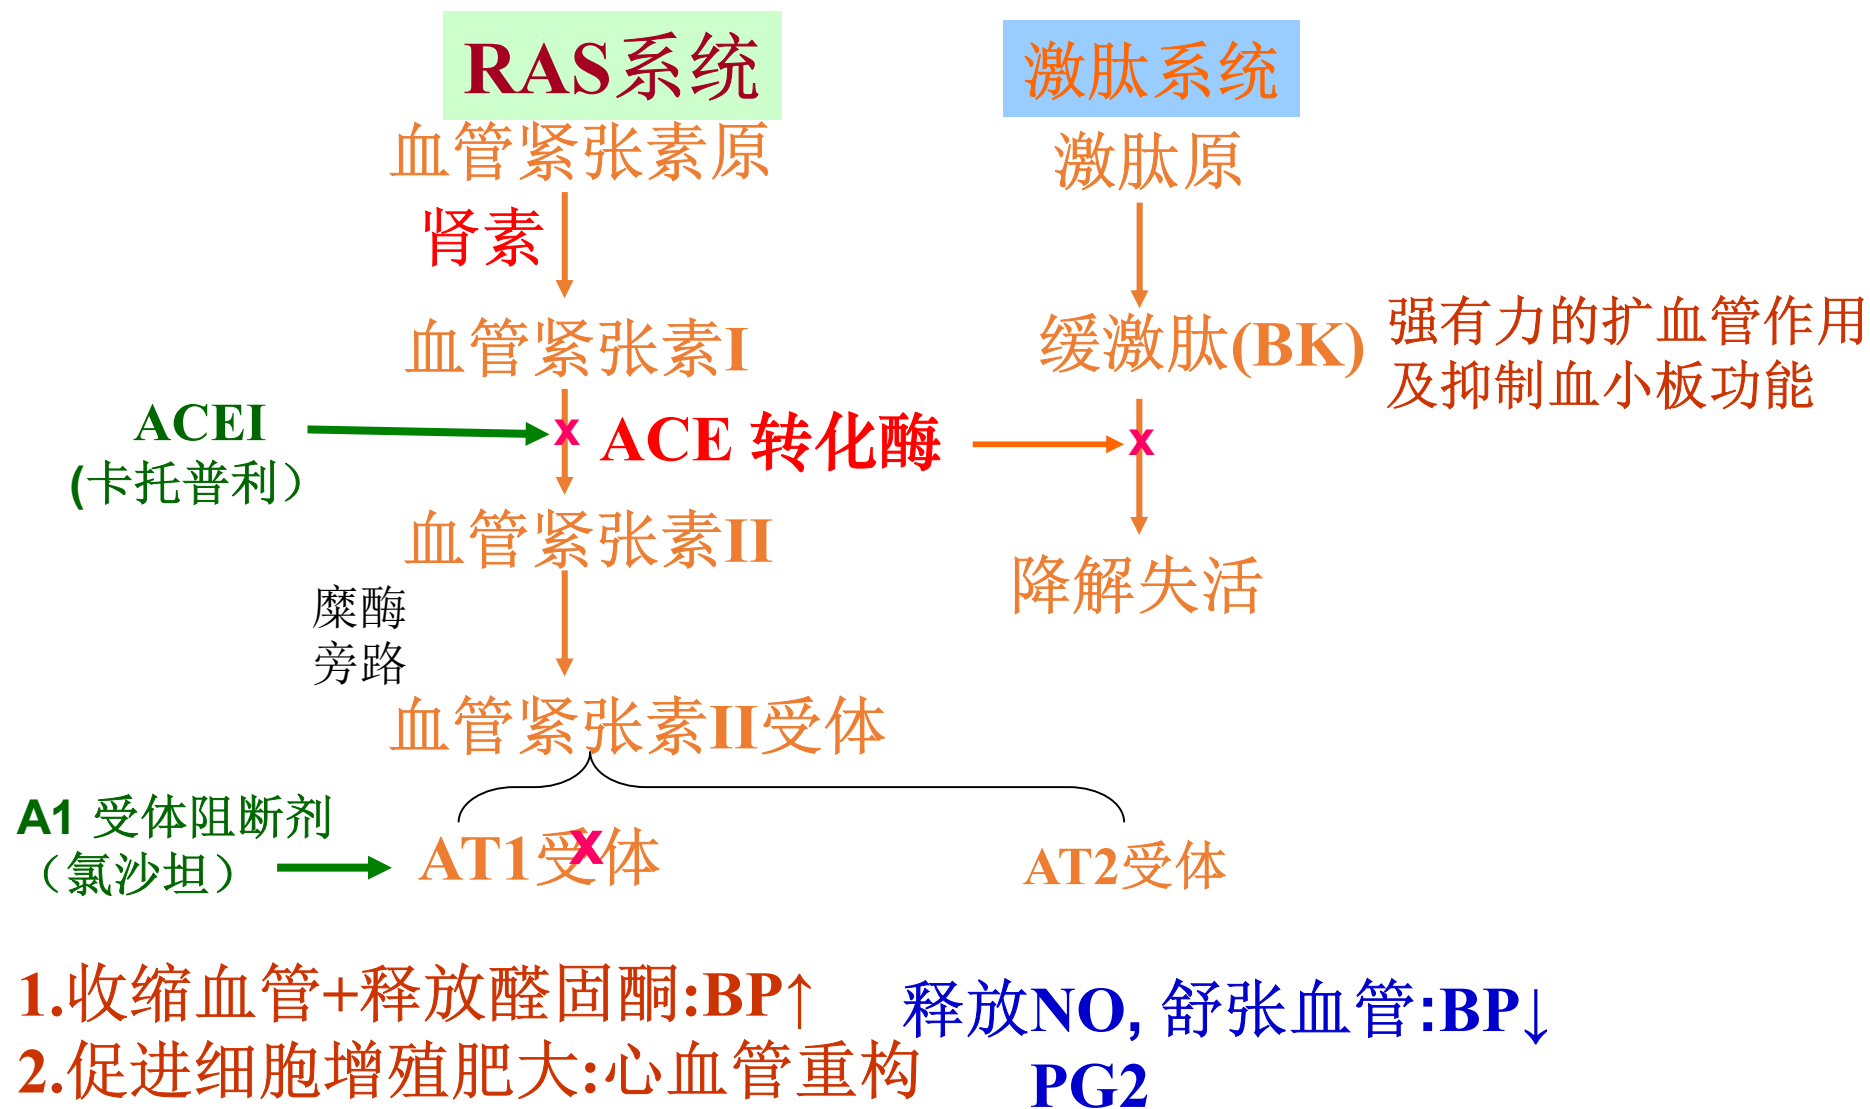 RAS系统
激肽系统
血管紧张素原
激肽原
肾素
血管紧张素I
缓激肽(BK)
强有力的扩血管作用
及抑制血小板功能
ACEI
(卡托普利）
x
ACE 转化酶
x
血管紧张素II
降解失活
糜酶
旁路
血管紧张素II受体
A1 受体阻断剂
（氯沙坦）
AT1受体
x
AT2受体
1.收缩血管+释放醛固酮:BP↑
2.促进细胞增殖肥大:心血管重构
释放NO, 舒张血管:BP↓
PG2